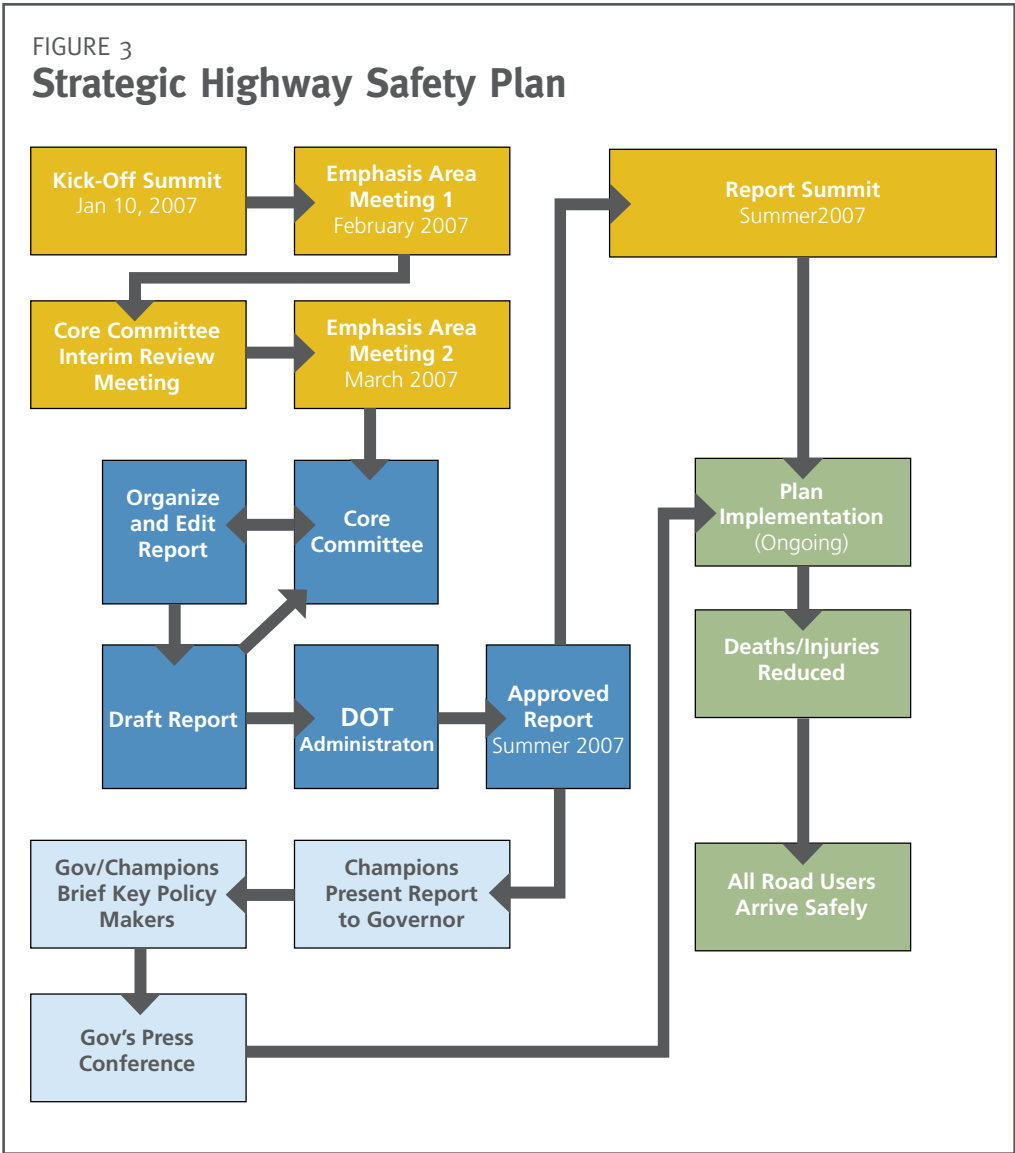 FIGURE 3
Strategic Highway Safety Plan
Kick-Off Summit
Jan 10, 2007
Emphasis Area
Meeting 1
February 2007
Report Summit
Summer2007
Core Committee
Interim Review
Meeting
Emphasis Area
Meeting 2
March 2007
Organize
and Edit
Report
Core
Committee
Plan
Implementation
(Ongoing)
Deaths/Injuries
Reduced
Draft Report
DOT
Administraton
Approved
Report
Summer 2007
Gov/Champions
Brief Key Policy
Makers
Champions
Present Report
to Governor
All Road Users
Arrive Safely
Gov's Press
Conference